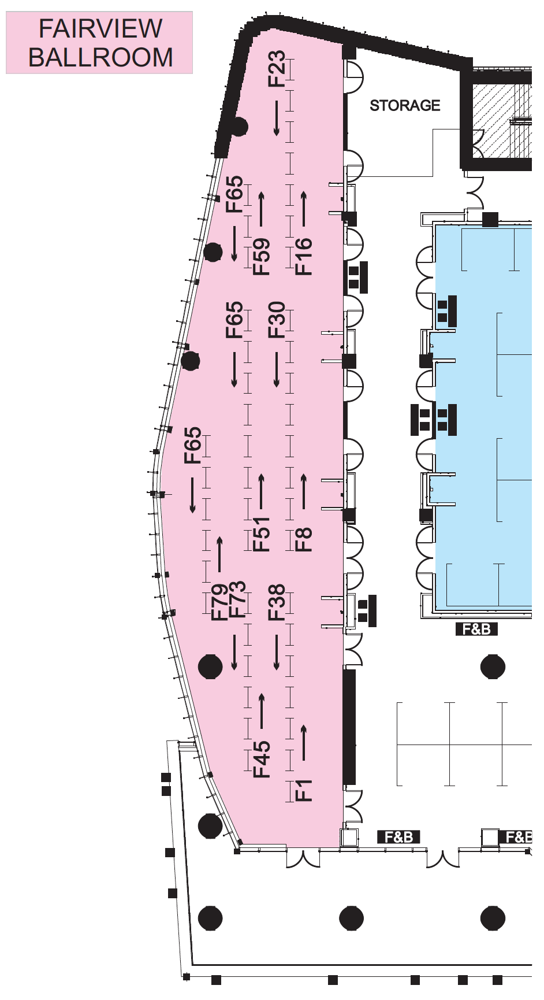 FAIRVIEW
BALLROOM
F23
STORAGE
F65
F59
F16
F65
F30
F65
F51
F8
F79
F73
F38
F&B
F45
F1
F&B
F&B